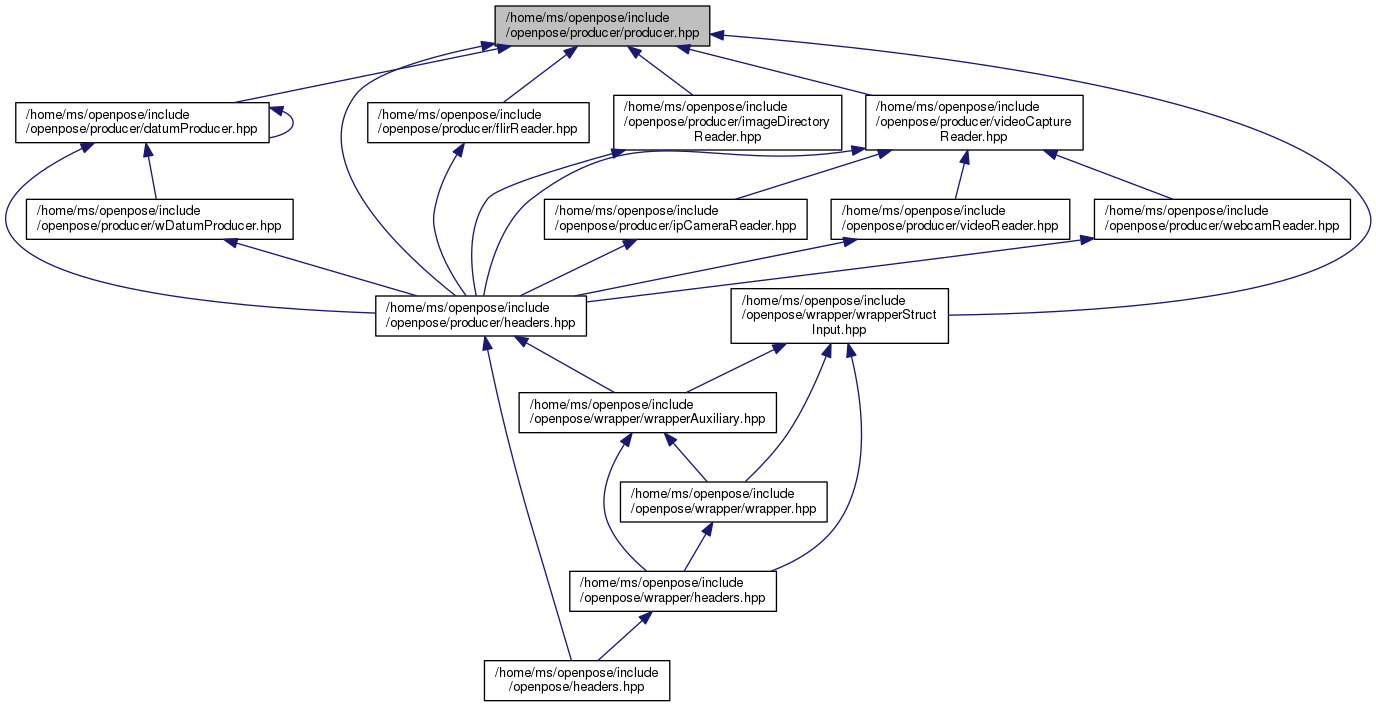 /home/ms/openpose/include
/openpose/producer/producer.hpp
/home/ms/openpose/include
/openpose/producer/datumProducer.hpp
/home/ms/openpose/include
/openpose/producer/flirReader.hpp
/home/ms/openpose/include
/openpose/producer/imageDirectory
Reader.hpp
/home/ms/openpose/include
/openpose/producer/videoCapture
Reader.hpp
/home/ms/openpose/include
/openpose/producer/wDatumProducer.hpp
/home/ms/openpose/include
/openpose/producer/ipCameraReader.hpp
/home/ms/openpose/include
/openpose/producer/videoReader.hpp
/home/ms/openpose/include
/openpose/producer/webcamReader.hpp
/home/ms/openpose/include
/openpose/producer/headers.hpp
/home/ms/openpose/include
/openpose/wrapper/wrapperStruct
Input.hpp
/home/ms/openpose/include
/openpose/wrapper/wrapperAuxiliary.hpp
/home/ms/openpose/include
/openpose/wrapper/wrapper.hpp
/home/ms/openpose/include
/openpose/wrapper/headers.hpp
/home/ms/openpose/include
/openpose/headers.hpp